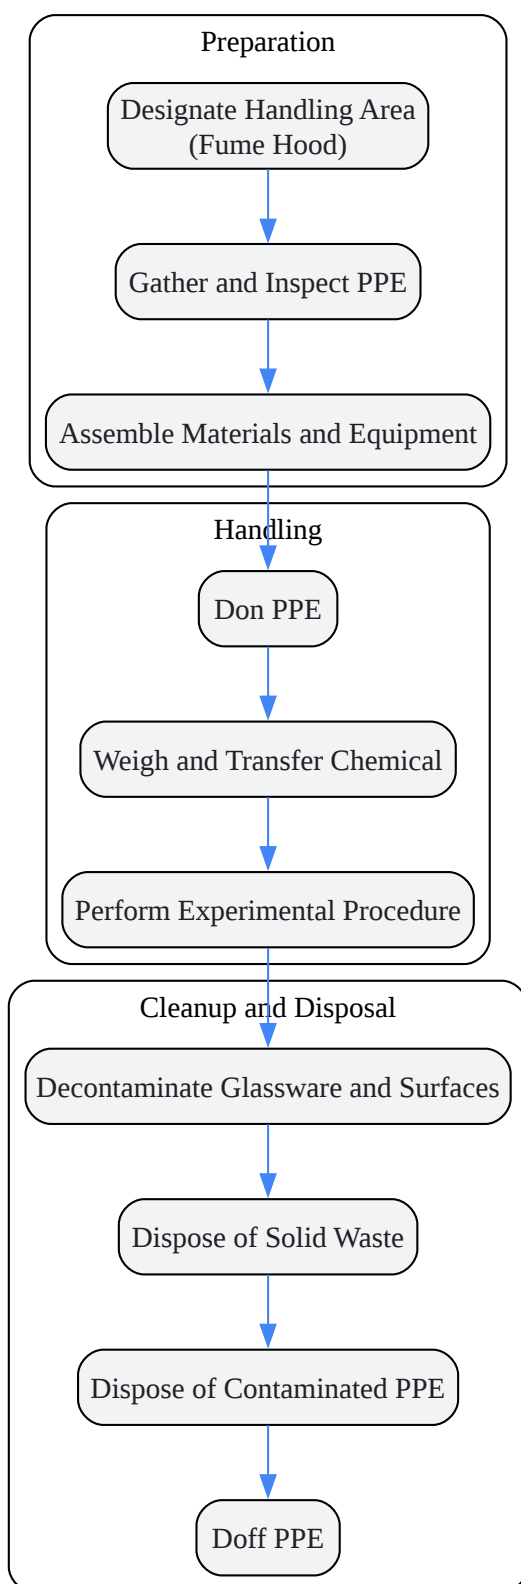 Preparation
Designate Handling Area
(Fume Hood)
Gather and Inspect PPE
Assemble Materials and Equipment
Handling
Don PPE
Weigh and Transfer Chemical
Perform Experimental Procedure
Cleanup and Disposal
Decontaminate Glassware and Surfaces
Dispose of Solid Waste
Dispose of Contaminated PPE
Doff PPE